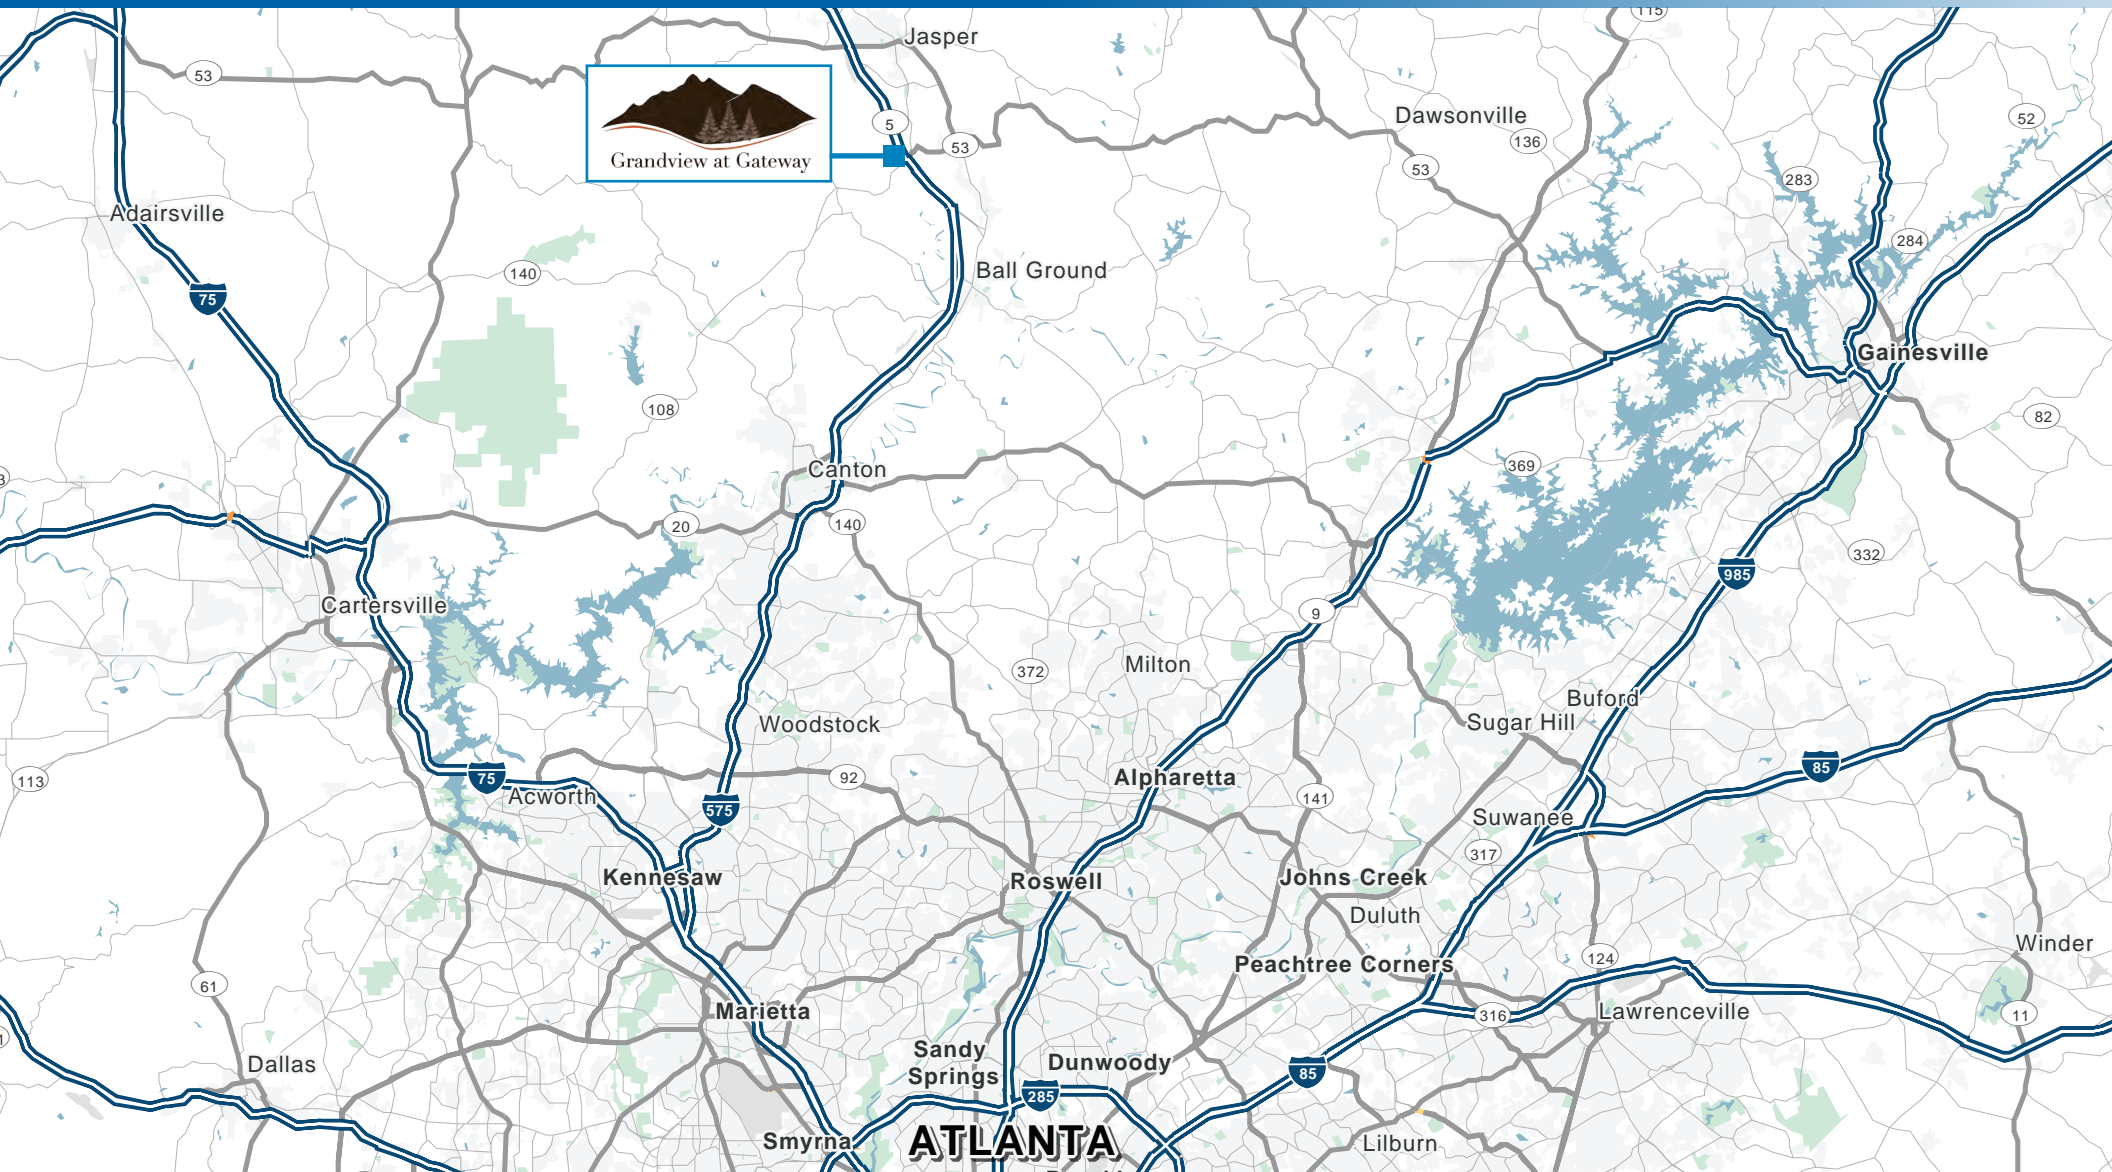 115
Jasper
53
52
5
Dawsonville
136
53
53
Grandview at Gateway
283
Adairsville
284
140
Ball Ground
75
Gainesville
108
82
Canton
369
20
140
332
985
Cartersville
9
Milton
372
Buford
Sugar Hill
Woodstock
85
113
75
92
Alpharetta
Acworth
141
575
Suwanee
317
Kennesaw
Roswell
Johns Creek
Duluth
Winder
124
Peachtree Corners
61
Marietta
316
Lawrenceville
11
Sandy
Springs
Dunwoody
Dallas
85
285
Smyrna
ATLANTA
Lilburn